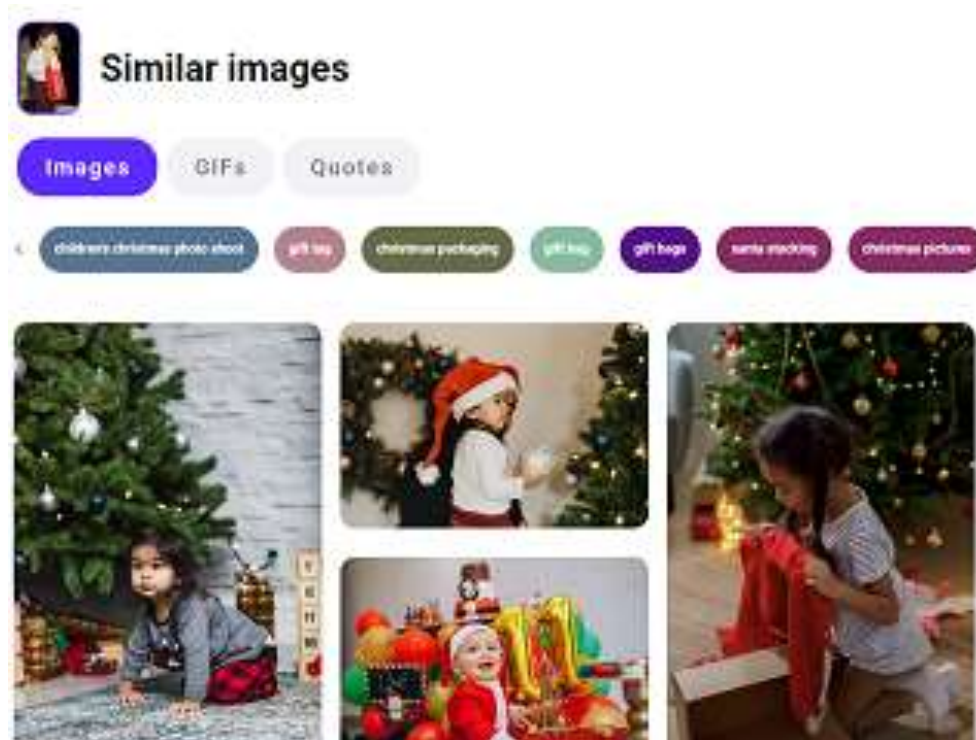 Similar images
Images GIFs Quotes
children's christmas photo shoot gift tag christmas packaging gift bag gift bags santa stocking christmas pictures